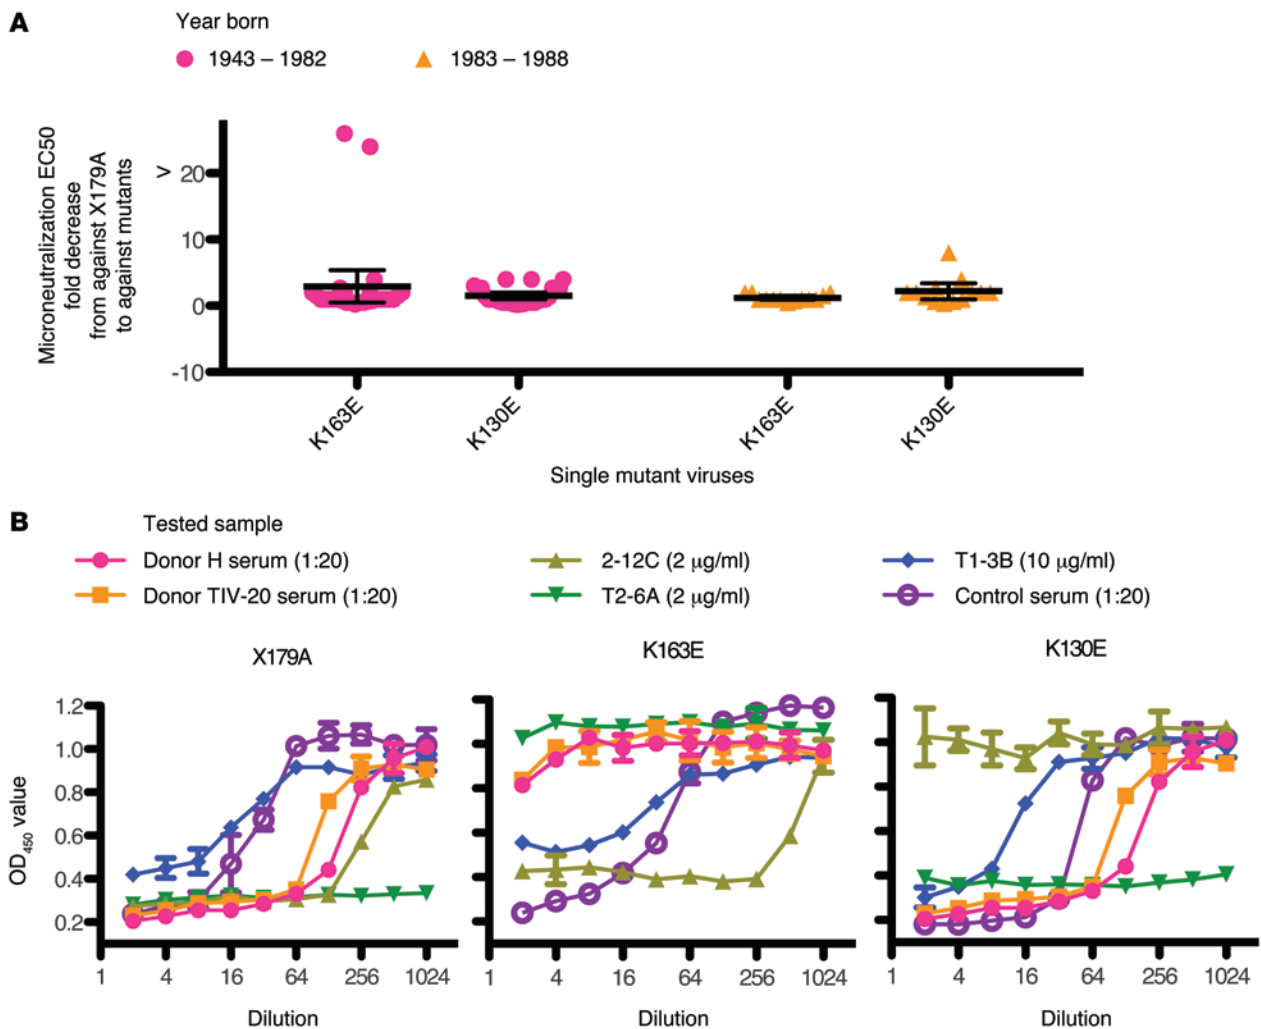 A
Year born
1943 – 1982
1983 – 1988
Microneutralization EC50
fold decrease
from against X179A
to against mutants
> 20
10
0
-10
K163E
K130E
K163E
K130E
Single mutant viruses
B
Tested sample
Donor H serum (1:20)
2-12C (2 μg/ml)
T1-3B (10 μg/ml)
Donor TIV-20 serum (1:20)
T2-6A (2 μg/ml)
Control serum (1:20)
X179A
K163E
K130E
OD450 value
1.2
1.0
0.8
0.6
0.4
0.2
1 4 16 64 256 1024
1 4 16 64 256 1024
1 4 16 64 256 1024
Dilution
Dilution
Dilution